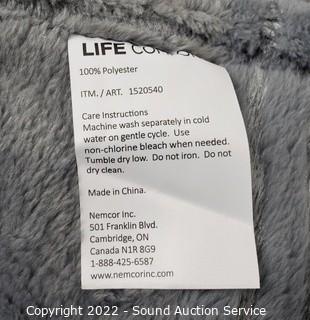 LIFE
100% Polyester
ITM./ ART. 1520540
Care Instructions
Machine wash separately in cold
water on gentle cycle. Use
non-chlorine bleach when needed.
Tumble dry low. Do not iron. Do not
dry clean.
Made in China.
Nemcor Inc.
501 Franklin Blvd.
Cambridge, ON
Canada N1R 8G9
1-888-425-6587
www.nemcorinc.com
Copyright 2022 - Sound Auction Service